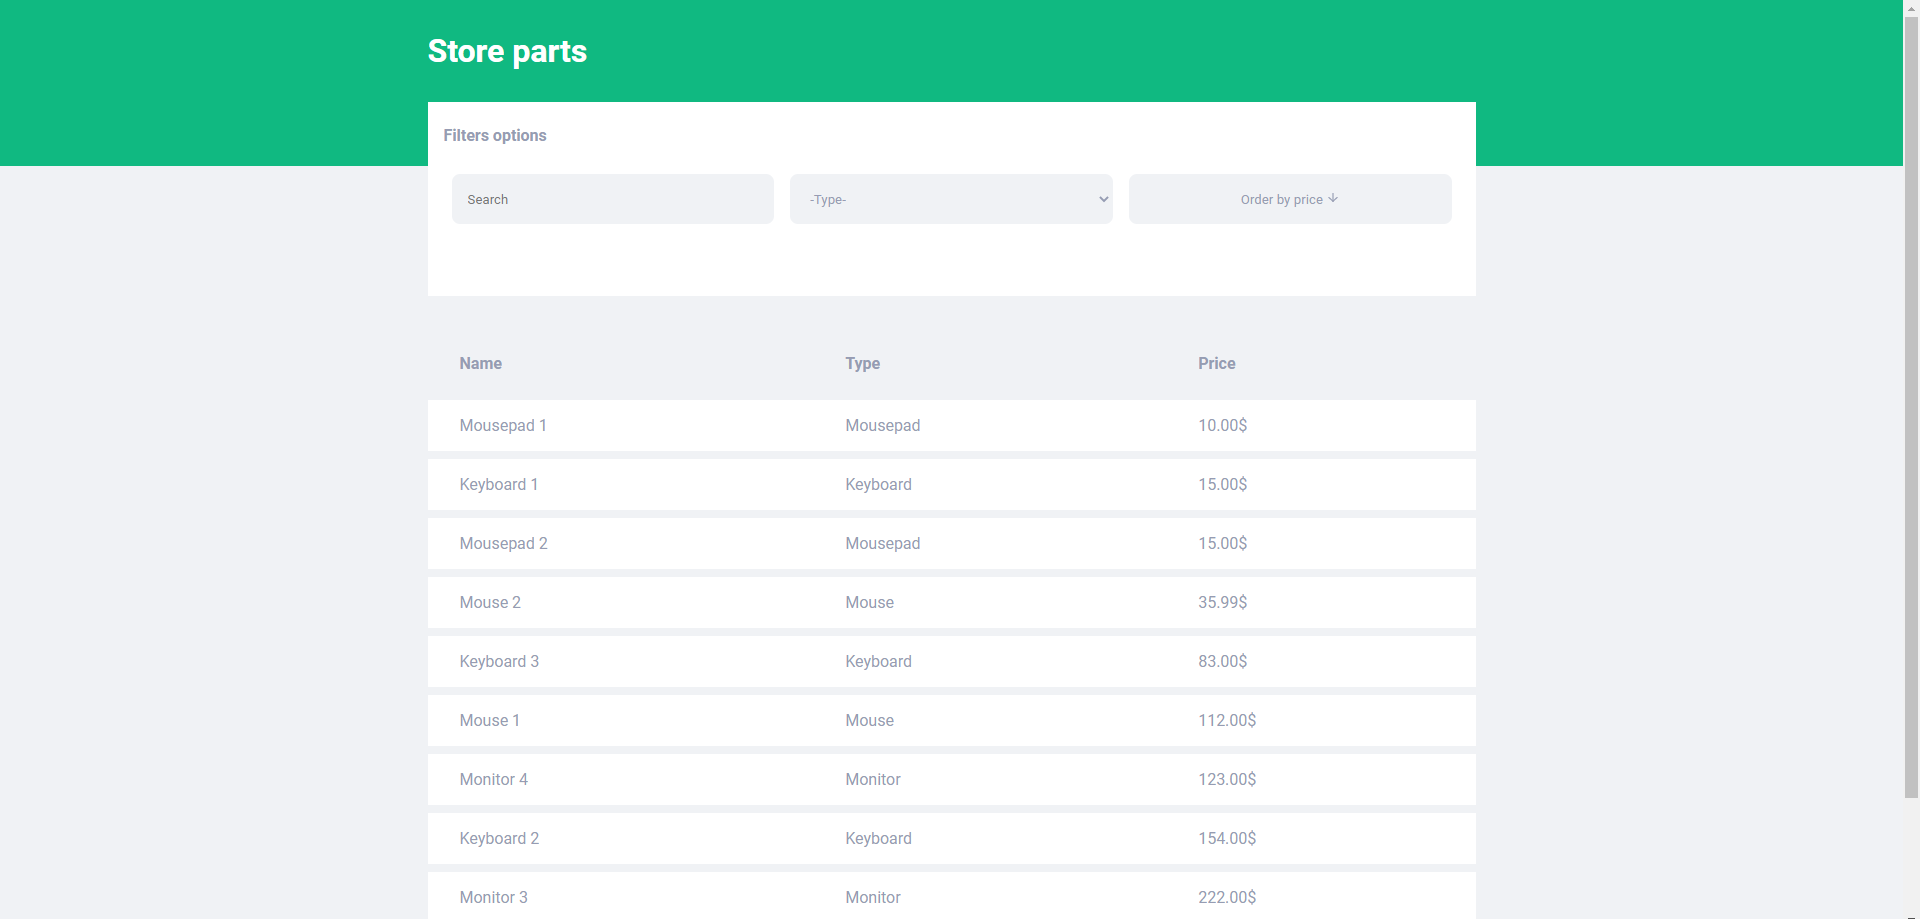 Store parts
Filters options
Search -Type- Order by price ↓
Name Type Price
Mousepad 1 Mousepad 10.00$
Keyboard 1 Keyboard 15.00$
Mousepad 2 Mousepad 15.00$
Mouse 2 Mouse 35.99$
Keyboard 3 Keyboard 83.00$
Mouse 1 Mouse 112.00$
Monitor 4 Monitor 123.00$
Keyboard 2 Keyboard 154.00$
Monitor 3 Monitor 222.00$